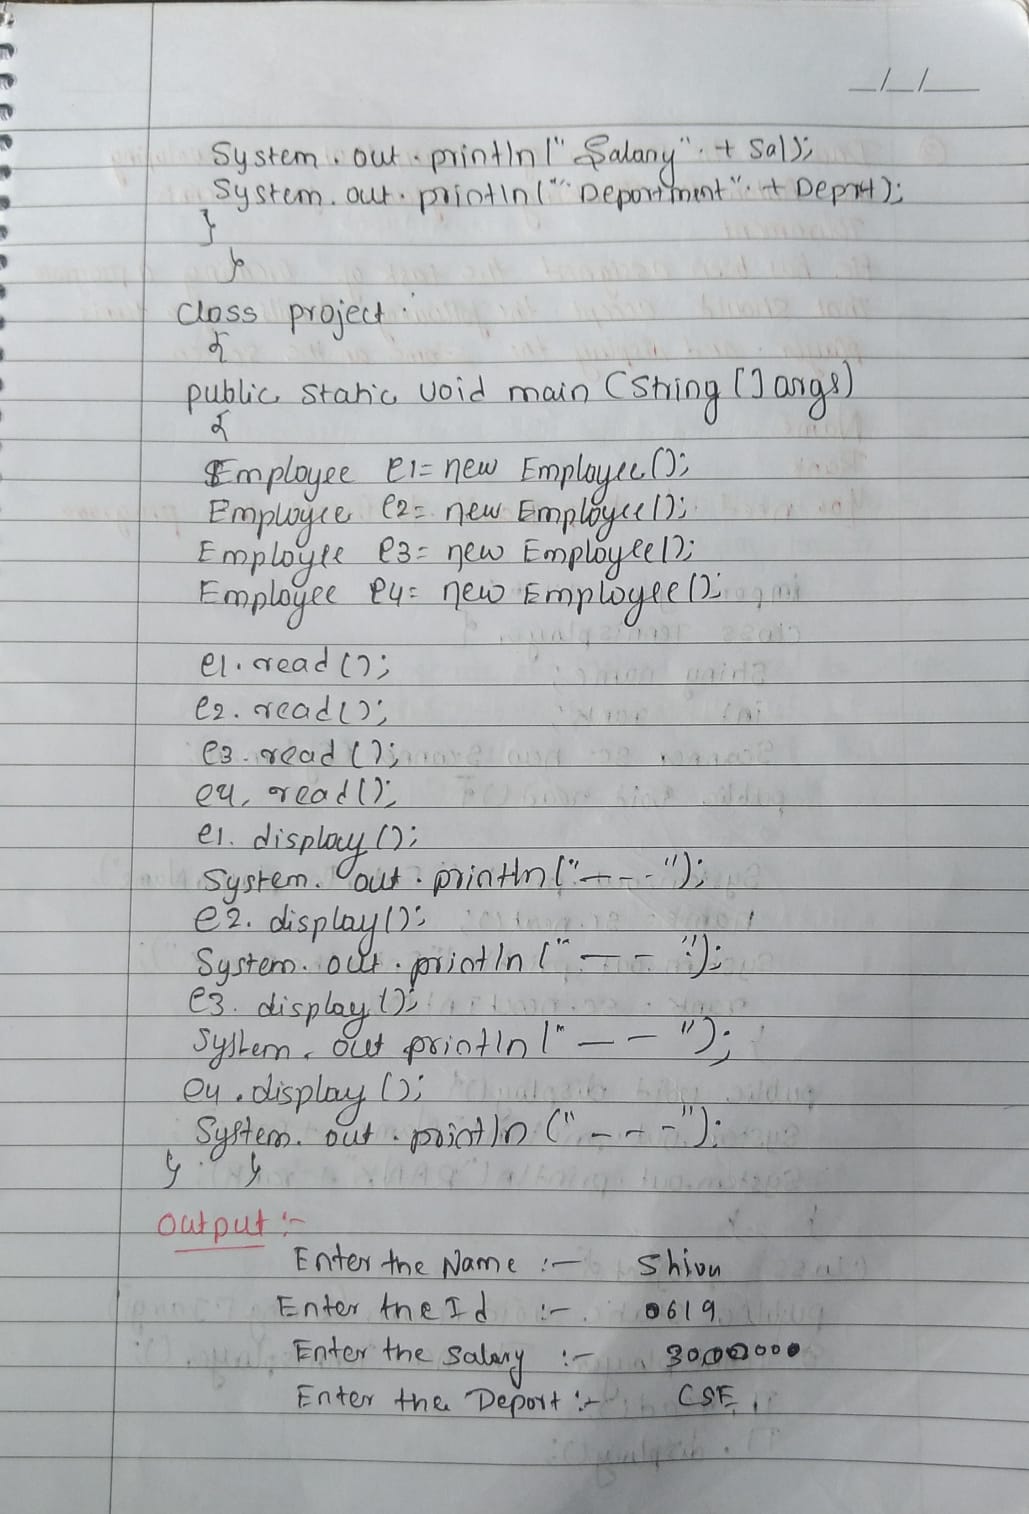 _/_/__
System. out. println(" Salary". + Sal);
System. out. println(" Department". + Deprt);
}
}
class project.
{
public static void main (String []args)
{
Employee e1= new Employee();
Employee e2= new Employee();
Employee e3= new Employee();
Employee e4= new Employee();
e1. read ();
e2. read();
e3. read ();
e4. read();
e1. display ();
System. out. println("---");
e2. display();
System. out. println (" -- ");
e3. display ();
System. out println (" -- ");
e4. display ();
System. out. println (" --- ");
} }
output :-
Enter the Name :- Shivu
Enter the Id :- 0619
Enter the Salary :- 3000000
Enter the Deport :- CSE